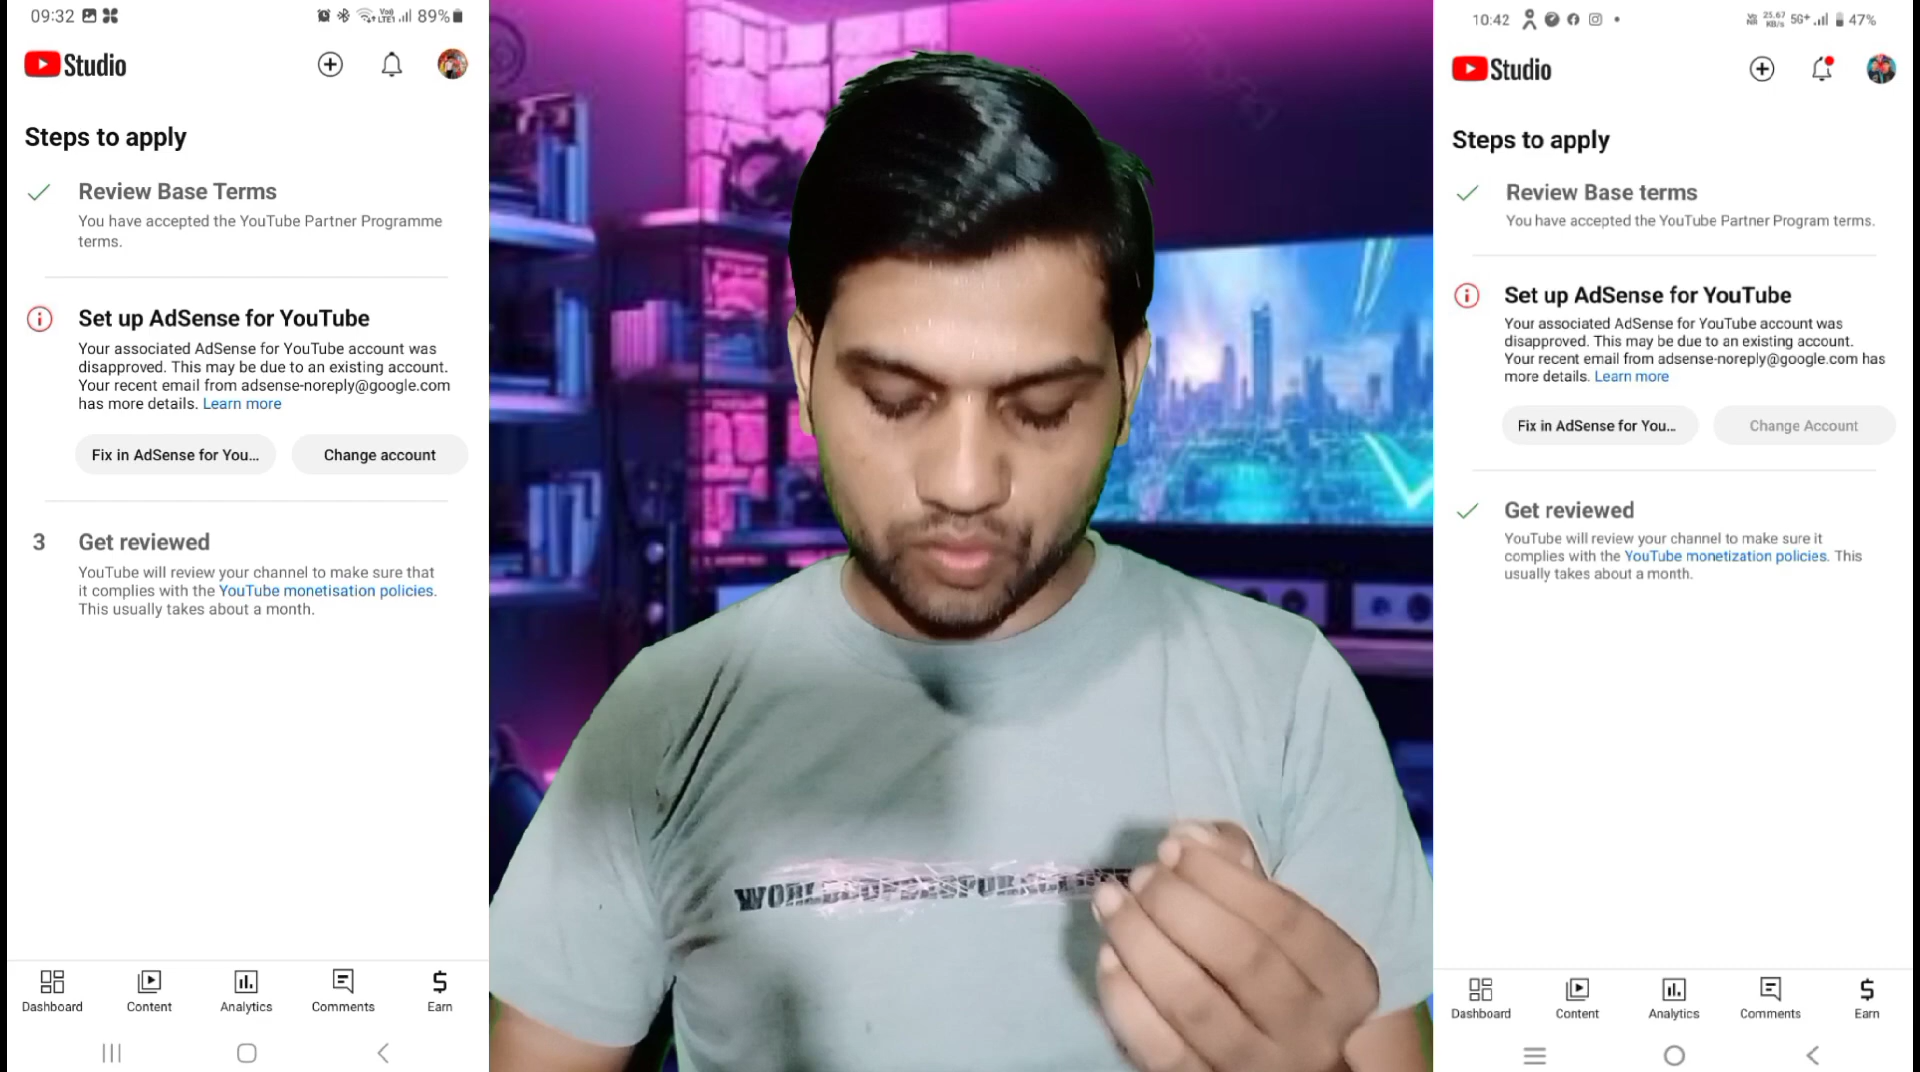 09:32
VoB
LTE1
89%
Studio
Steps to apply
Review Base Terms
You have accepted the YouTube Partner Programme
terms.
Set up AdSense for YouTube
Your associated AdSense for YouTube account was
disapproved. This may be due to an existing account.
Your recent email from adsense-noreply@google.com
has more details. Learn more
Fix in AdSense for You...
Change account
3
Get reviewed
YouTube will review your channel to make sure that
it complies with the YouTube monetisation policies.
This usually takes about a month.
Dashboard
Content
Analytics
Comments
Earn
10:42
25.67
KB/s
5G+
47%
Studio
Steps to apply
Review Base terms
You have accepted the YouTube Partner Program terms.
Set up AdSense for YouTube
Your associated AdSense for YouTube account was
disapproved. This may be due to an existing account.
Your recent email from adsense-noreply@google.com has
more details. Learn more
Fix in AdSense for You...
Change Account
Get reviewed
YouTube will review your channel to make sure it
complies with the YouTube monetization policies. This
usually takes about a month.
Dashboard
Content
Analytics
Comments
Earn